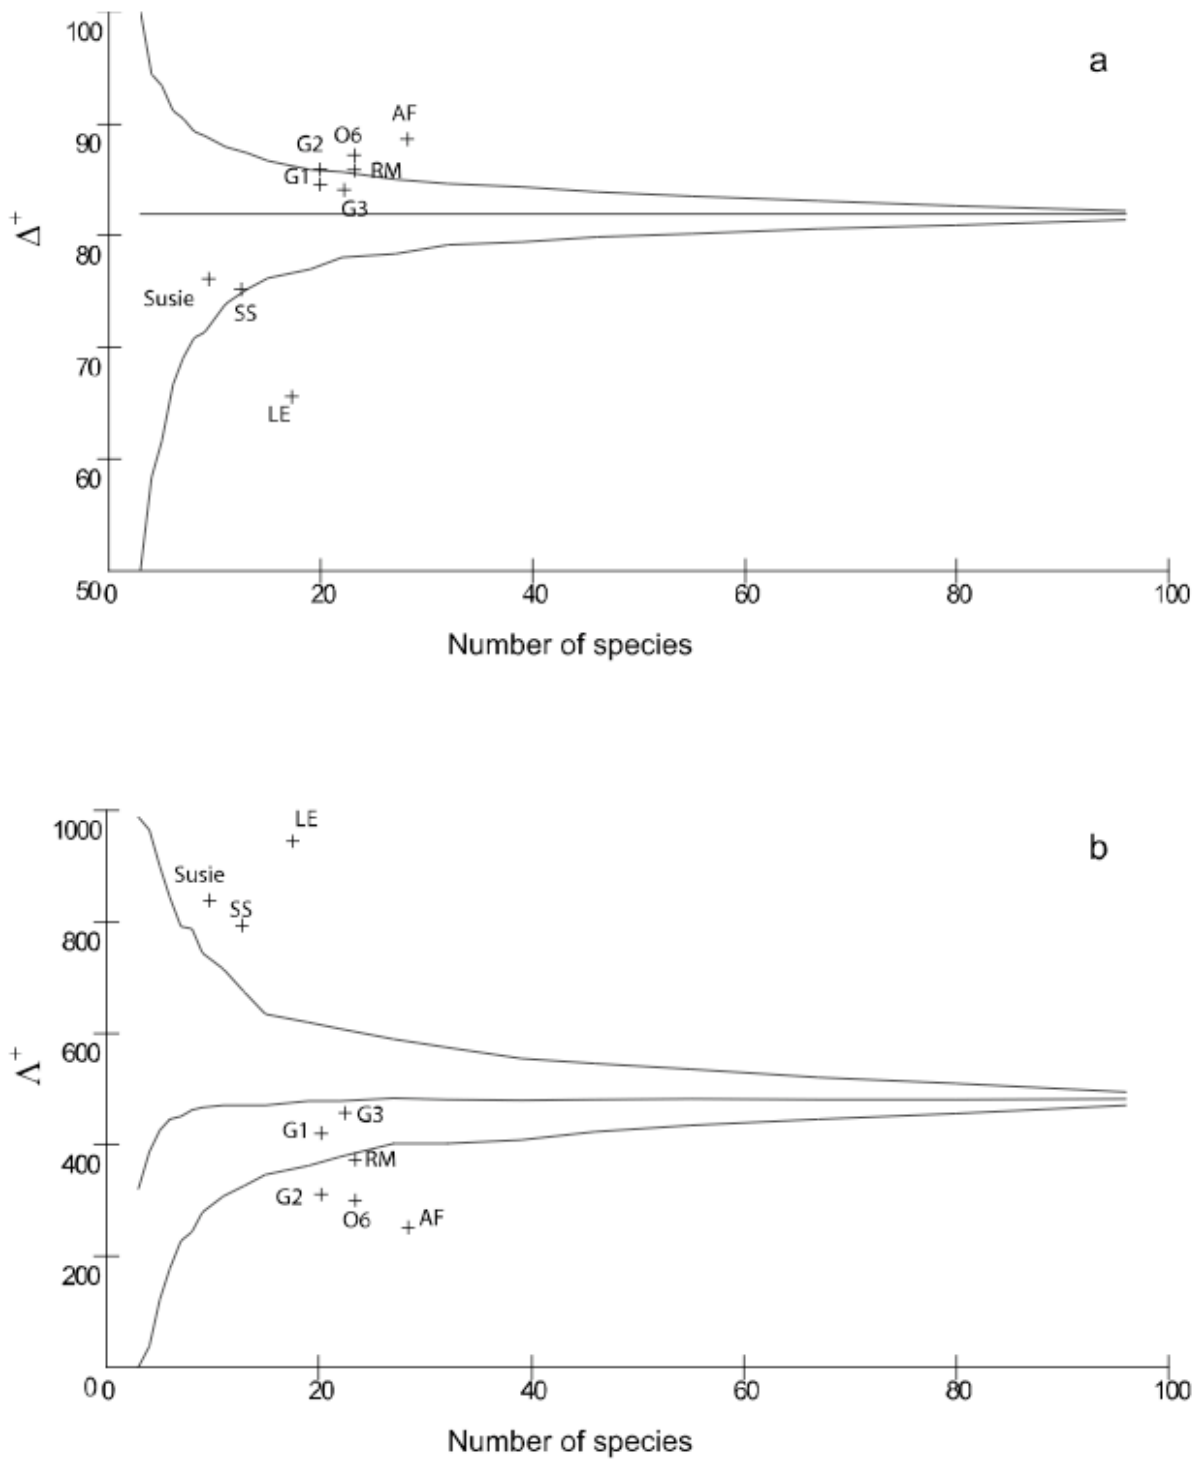 100
a
AF
90
O6
G2
RM
G1
G3
Δ+
80
Susie
SS
70
LE
60
50
0 20 40 60 80 100
Number of species
LE
1000
b
Susie
SS
800
600
Λ+
G3
G1
400
RM
G2
O6
AF
200
0
0 20 40 60 80 100
Number of species